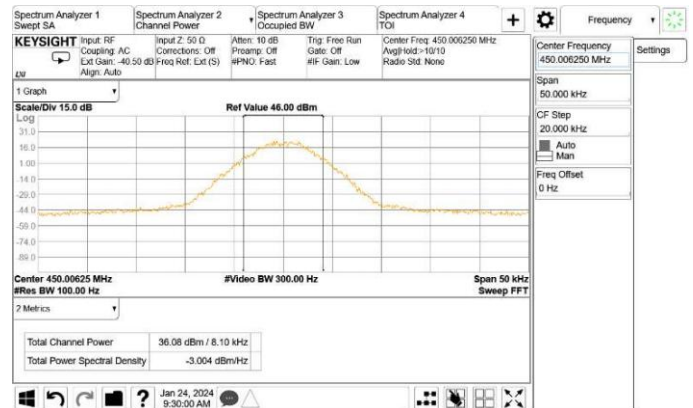 Spectrum Analyzer 1
Swept SA
Spectrum Analyzer 2
Channel Power
Spectrum Analyzer 3
Occupied BW
Spectrum Analyzer 4
TOI
+
Frequency
KEYSIGHT
Input: RF
Coupling: AC
Ext Gain: -40.50 dB
Align: Auto
Input Z: 50 Ω
Corrections: Off
Freq Ref: Ext (S)
Atten: 10 dB
Preamp: Off
#PNO: Fast
Trig: Free Run
Gate: Off
#IF Gain: Low
Center Freq: 450.006250 MHz
Avg|Hold:>10/10
Radio Std: None
Center Frequency
450.006250 MHz
Settings
Span
50.000 kHz
CF Step
20.000 kHz
Auto
Man
Freq Offset
0 Hz
1 Graph
Scale/Div 15.0 dB
Ref Value 46.00 dBm
Log
31.0
16.0
1.00
-14.0
-29.0
-44.0
-59.0
-74.0
-89.0
Center 450.00625 MHz
#Video BW 300.00 Hz
Span 50 kHz
#Res BW 100.00 Hz
Sweep FFT
2 Metrics
Total Channel Power 36.08 dBm / 8.10 kHz
Total Power Spectral Density -3.004 dBm/Hz
?
Jan 24, 2024
9:30:00 AM